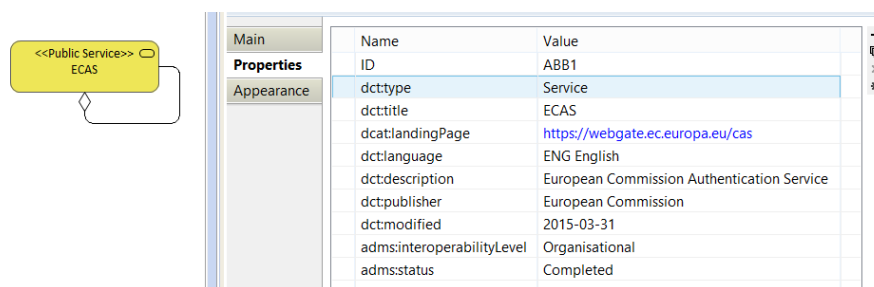 <<Public Service>>
ECAS
Main
Properties
Appearance
Name Value
ID ABB1
dct:type Service
dct:title ECAS
dcat:landingPage https://webgate.ec.europa.eu/cas
dct:language ENG English
dct:description European Commission Authentication Service
dct:publisher European Commission
dct:modified 2015-03-31
adms:interoperabilityLevel Organisational
adms:status Completed